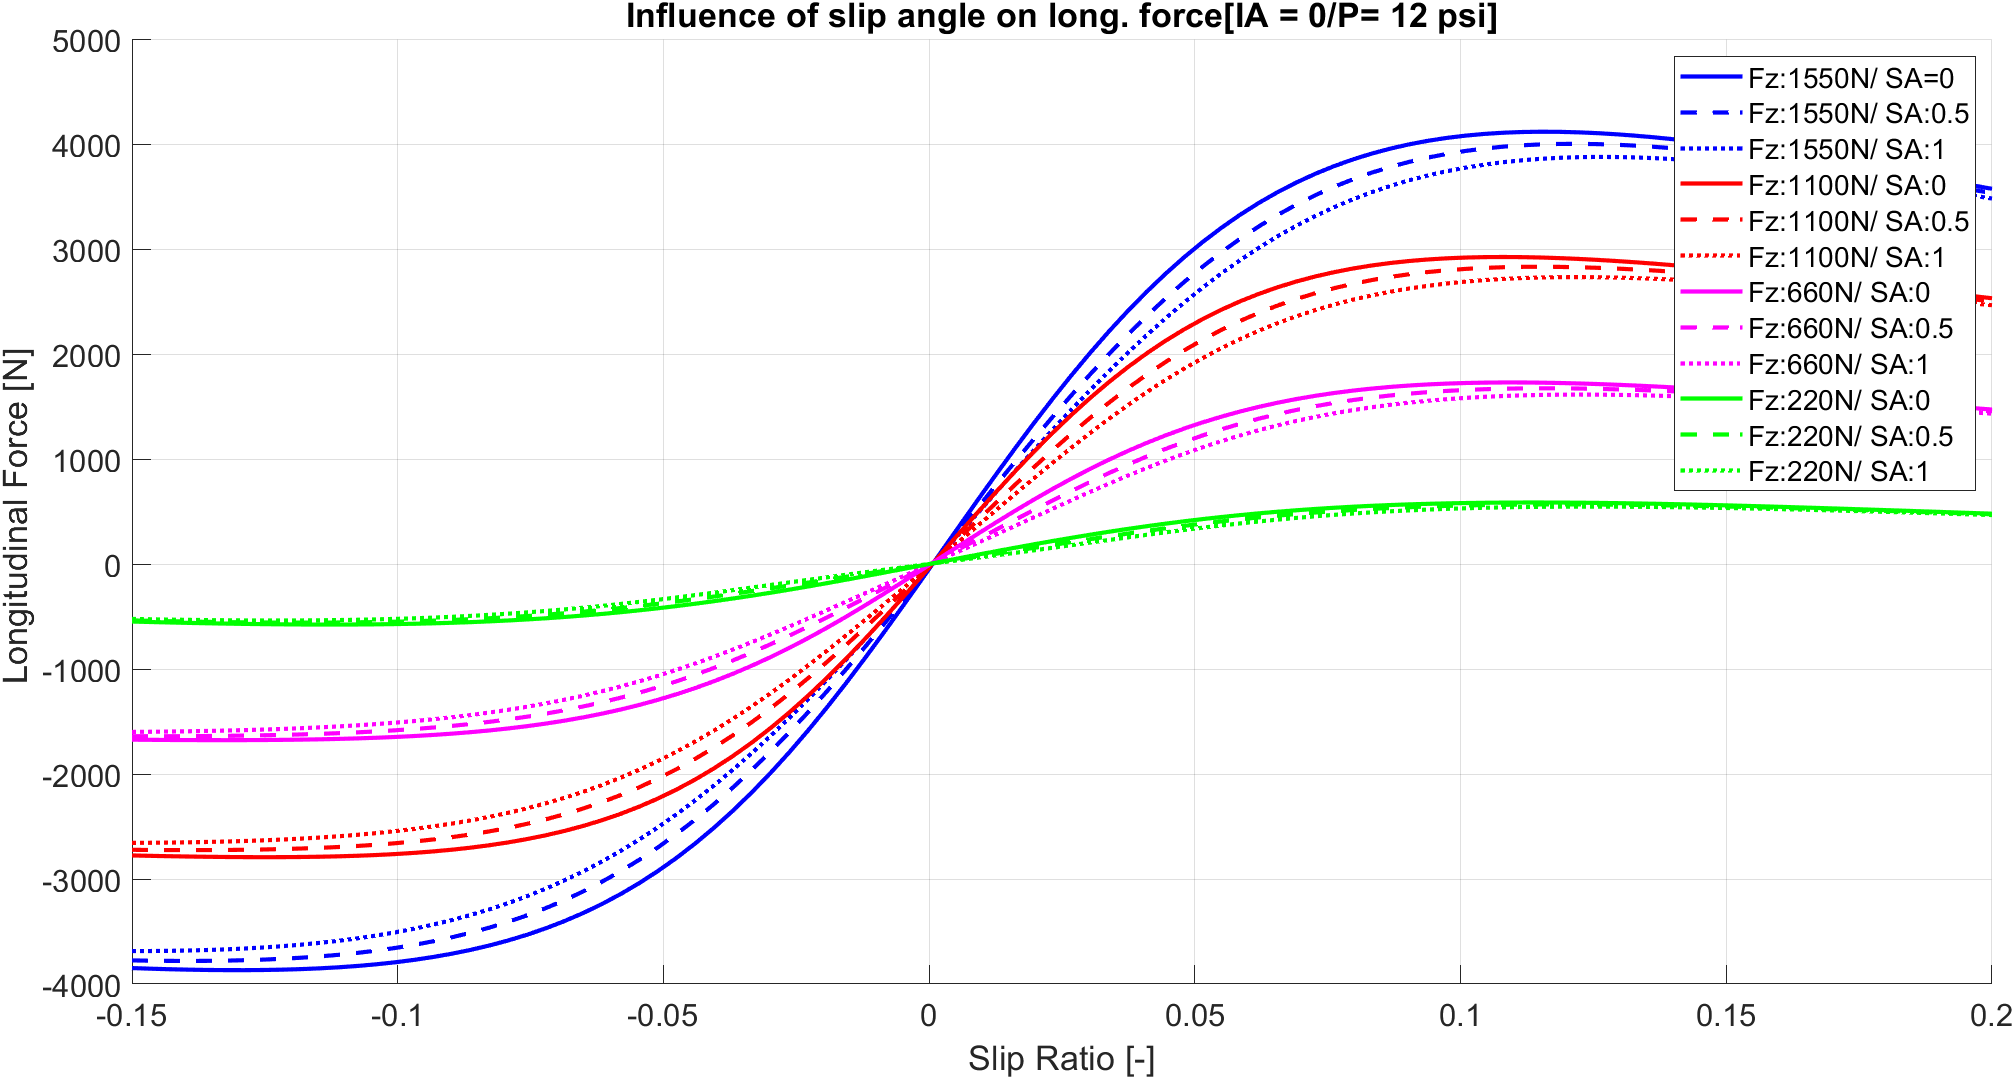 Influence of slip angle on long. force[IA = 0/P= 12 psi]
5000
4000
3000
2000
1000
0
-1000
-2000
-3000
-4000
Longitudinal Force [N]
Fz:1550N/ SA=0
Fz:1550N/ SA:0.5
Fz:1550N/ SA:1
Fz:1100N/ SA:0
Fz:1100N/ SA:0.5
Fz:1100N/ SA:1
Fz:660N/ SA:0
Fz:660N/ SA:0.5
Fz:660N/ SA:1
Fz:220N/ SA:0
Fz:220N/ SA:0.5
Fz:220N/ SA:1
-0.15 -0.1 -0.05 0 0.05 0.1 0.15 0.2
Slip Ratio [-]